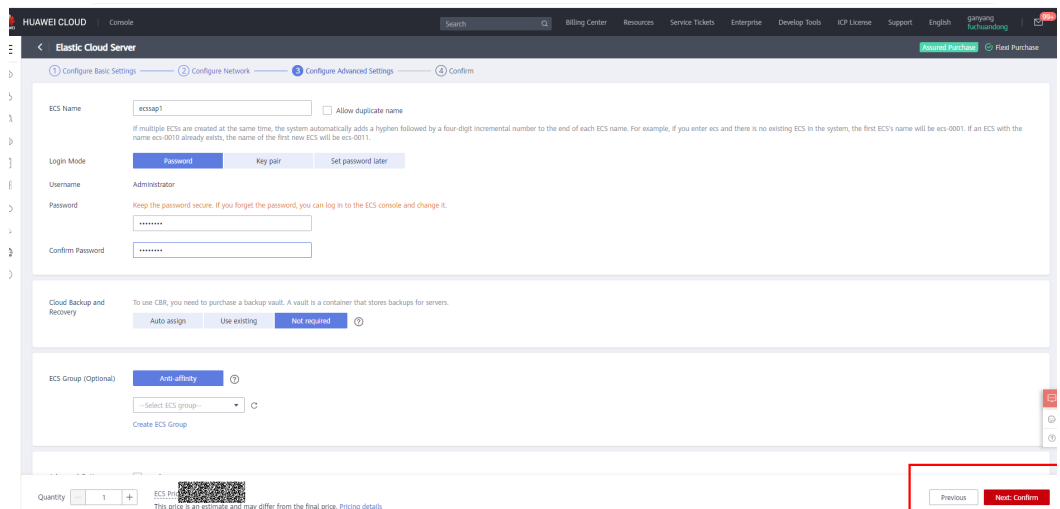 HUAWEI CLOUD Console Search Billing Center Resources Service Tickets Enterprise Develop Tools ICP License Support English ganyang fuchuandong 99+
Elastic Cloud Server Assured Purchase Flexi Purchase
1 Configure Basic Settings 2 Configure Network 3 Configure Advanced Settings 4 Confirm
ECS Name ecssap1 Allow duplicate name
If multiple ECSs are created at the same time, the system automatically adds a hyphen followed by a four-digit incremental number to the end of each ECS name. For example, if you enter ecs and there is no existing ECS in the system, the first ECS's name will be ecs-0001. If an ECS with the
name ecs-0010 already exists, the name of the first new ECS will be ecs-0011.
Login Mode Password Key pair Set password later
Username Administrator
Password Keep the password secure. If you forget the password, you can log in to the ECS console and change it.
••••••••
Confirm Password ••••••••
Cloud Backup and Recovery To use CBR, you need to purchase a backup vault. A vault is a container that stores backups for servers.
Auto assign Use existing Not required
ECS Group (Optional) Anti-affinity
--Select ECS group--
Create ECS Group
Quantity 1 ECS
This price is an estimate and may differ from the final price. Pricing details
Previous Next: Confirm